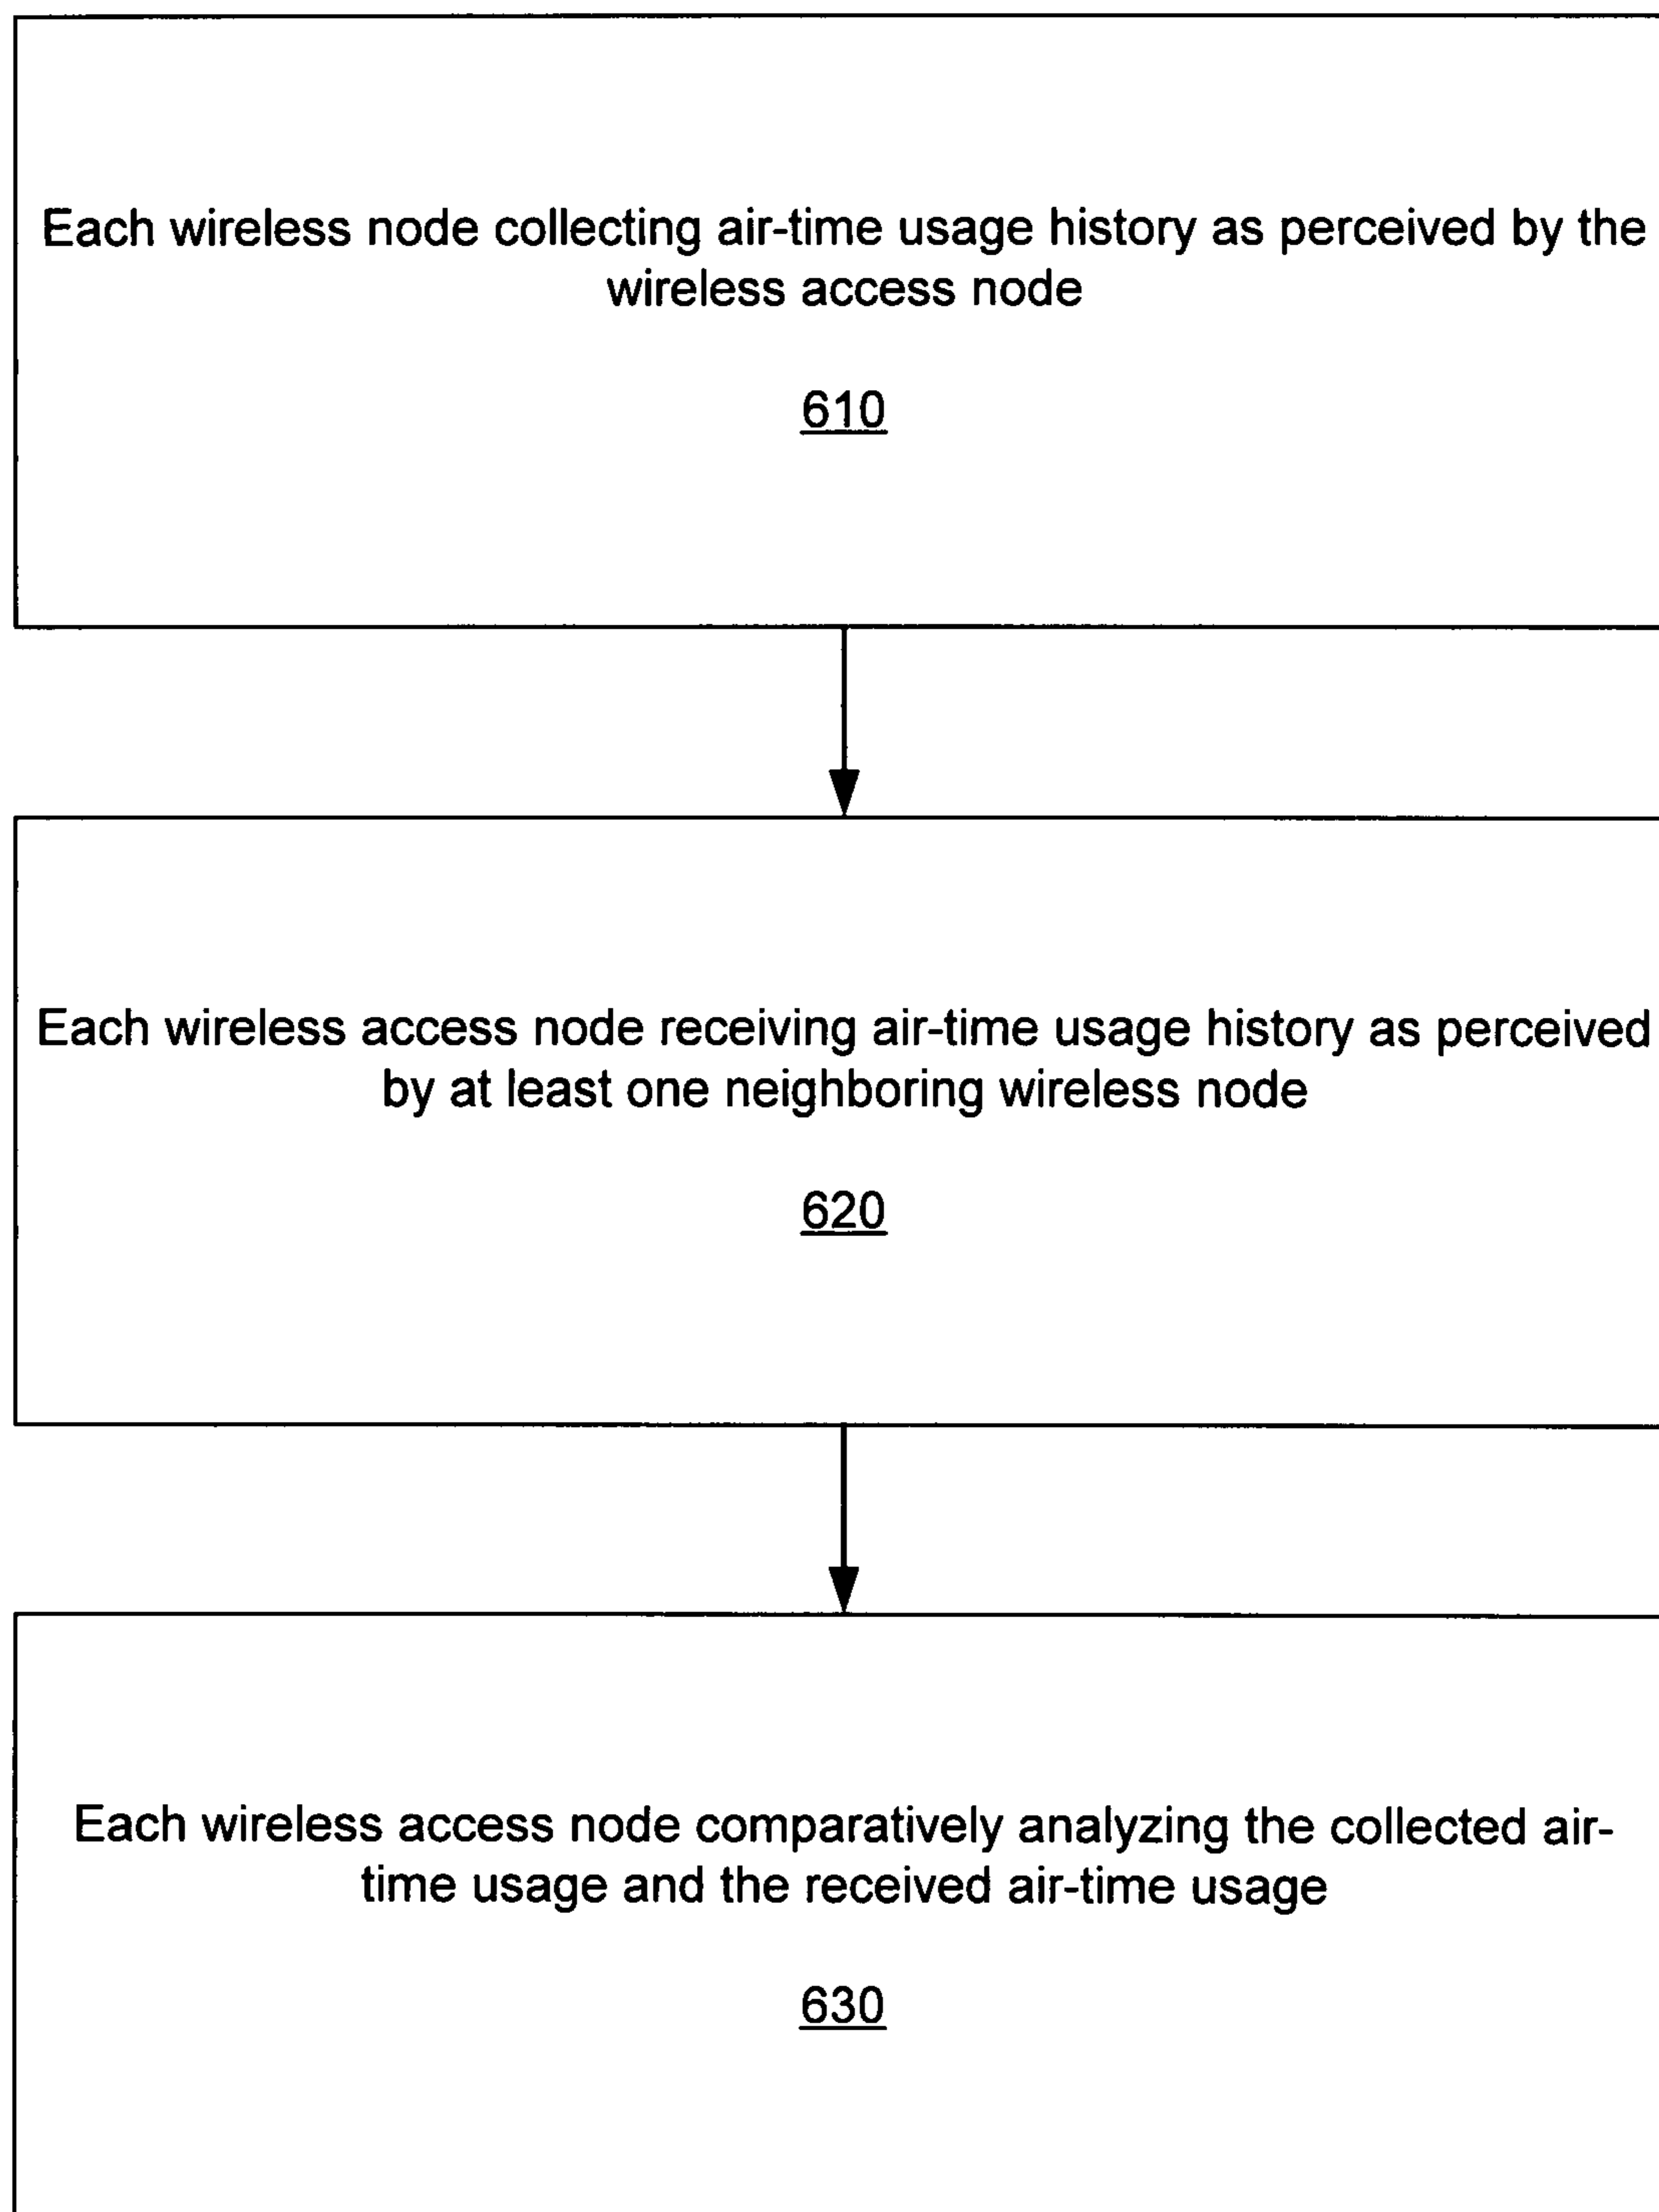 Each wireless node collecting air-time usage history as perceived by the
wireless access node
610
Each wireless access node receiving air-time usage history as perceived
by at least one neighboring wireless node
620
Each wireless access node comparatively analyzing the collected air-
time usage and the received air-time usage
630